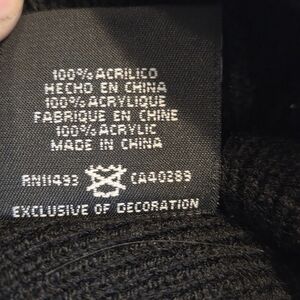 100% ACRILICO
HECHO EN CHINA
100% ACRYLIQUE
FABRIQUE EN CHINE
100% ACRYLIC
MADE IN CHINA
RN11493 CA40389
EXCLUSIVE OF DECORATION